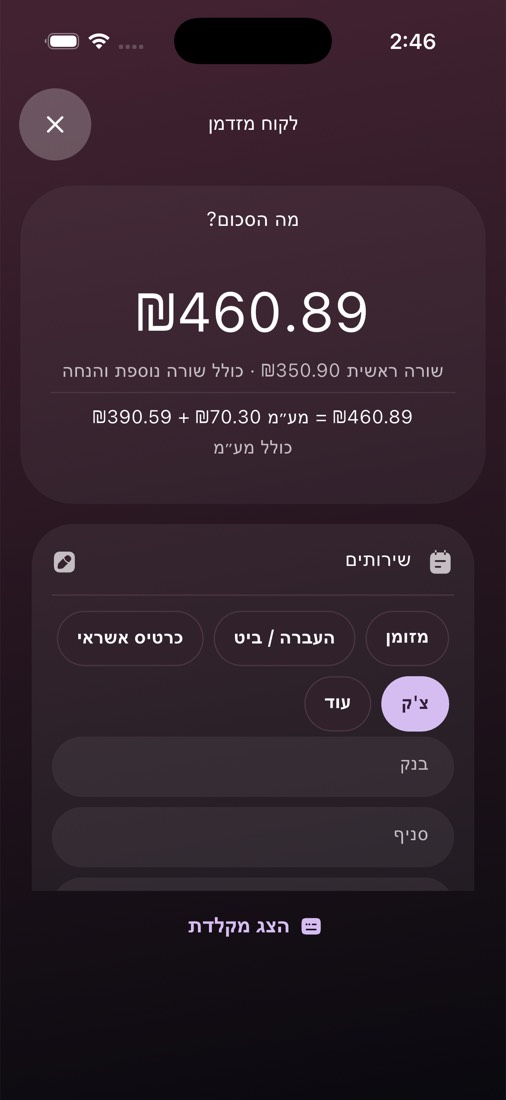 2:46
לקוח מזדמן
מה הסכום?
₪460.89
שורה ראשית ₪350.90 · כולל שורה נוספת והנחה
₪390.59 + מע״מ ₪70.30 = ₪460.89
כולל מע״מ
שירותים
מזומן
העברה / ביט
כרטיס אשראי
צ'ק
עוד
בנק
סניף
הצג מקלדת